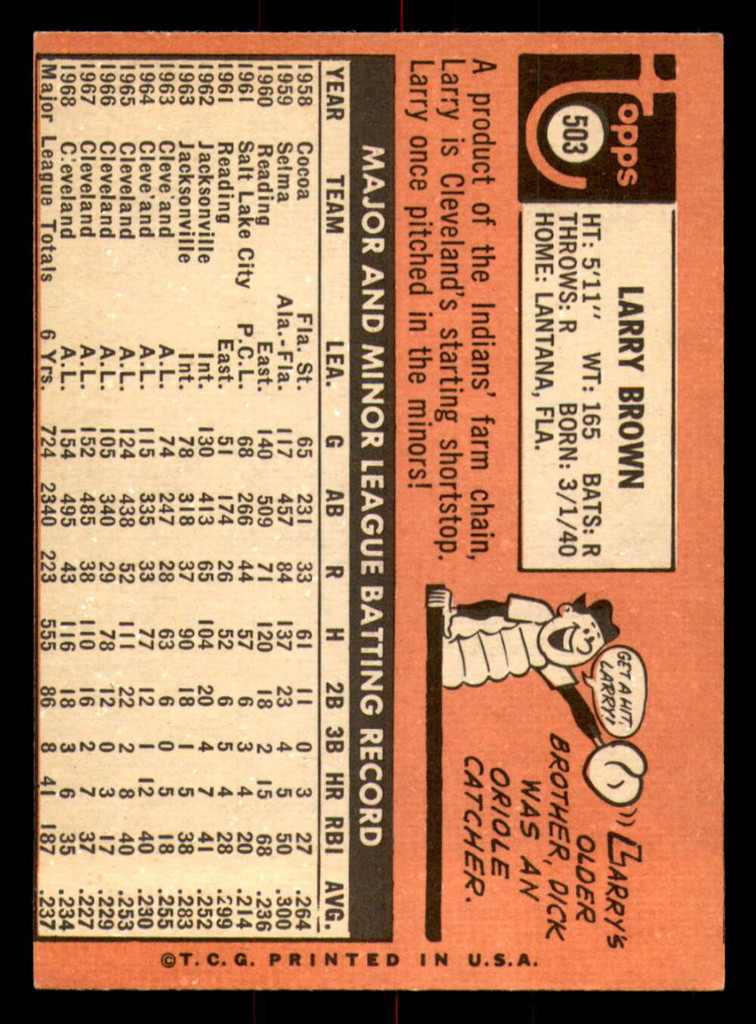 Topps
503
LARRY BROWN
HT: 5'11" WT: 165 BATS: R
THROWS: R BORN: 3/1/40
HOME: LANTANA, FLA.
A product of the Indians' farm chain,
Larry is Cleveland's starting shortstop.
Larry once pitched in the minors!
GET A HIT,
LARRY!
LARRY'S
OLDER
BROTHER, DICK
WAS AN
ORIOLE
CATCHER.
MAJOR AND MINOR LEAGUE BATTING RECORD
YEAR TEAM LEA. G AB R H 2B 3B HR RBI AVG.
1958 Cocoa Fla. St. 65 231 33 61 11 0 3 27 .264
1959 Selma Ala.-Fla. 117 457 84 137 23 4 5 50 .300
1960 Reading East. 140 509 71 120 18 2 15 68 .236
1961 Salt Lake City P.C.L. 68 266 44 57 6 3 4 20 .214
1961 Reading East. 51 174 26 52 6 5 4 28 .299
1962 Jacksonville Int. 130 413 65 104 20 4 7 41 .252
1963 Jacksonville Int. 78 318 37 90 18 1 5 38 .283
1963 Cleve'and A.L. 74 247 28 63 6 0 5 18 .255
1964 Cleve'and A.L. 115 335 33 77 12 1 12 40 .230
1965 Cleveland A.L. 124 438 52 111 22 2 8 40 .253
1966 Cleveland A.L. 105 340 29 78 12 0 3 17 .229
1967 Cleveland A.L. 152 485 38 110 16 2 7 37 .227
1968 C'eveland A.L. 154 495 43 116 18 3 6 35 .234
Major League Totals 6 Yrs. 724 2340 223 555 86 8 41 187 .237
©T.C.G. PRINTED IN U.S.A.